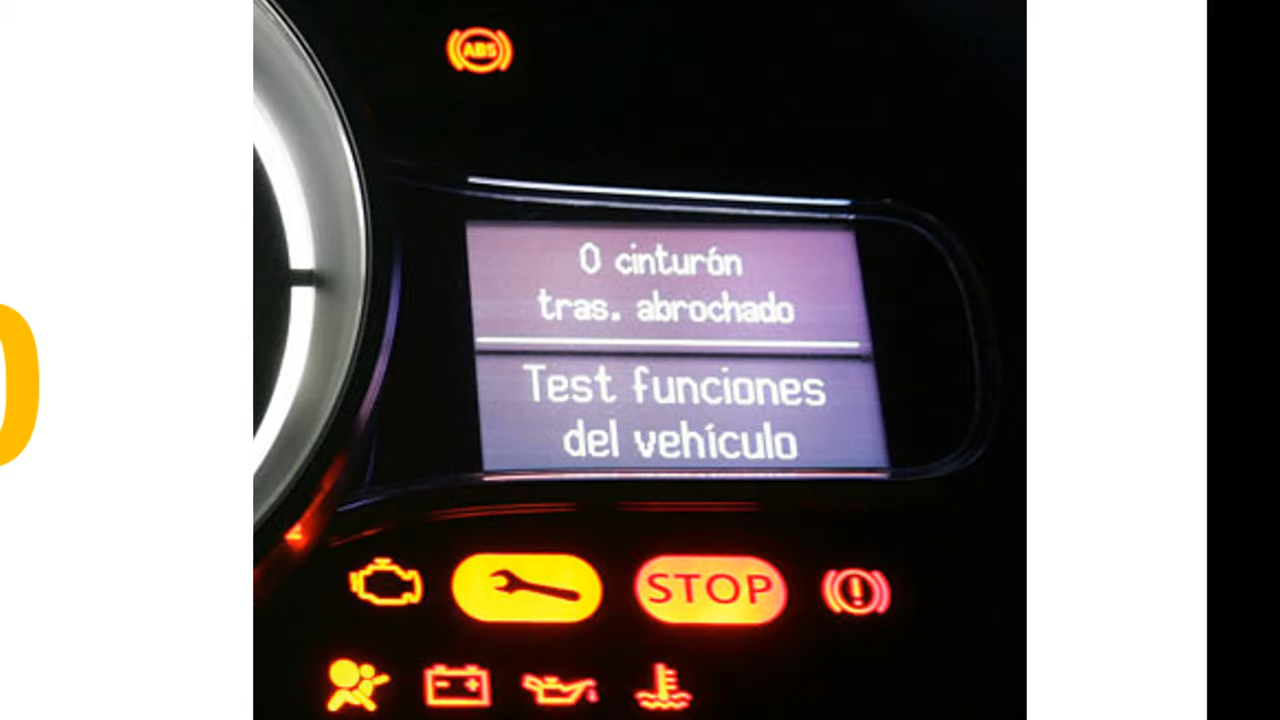 ABS
0 cinturón
tras. abrochado
Test funciones
del vehículo
STOP